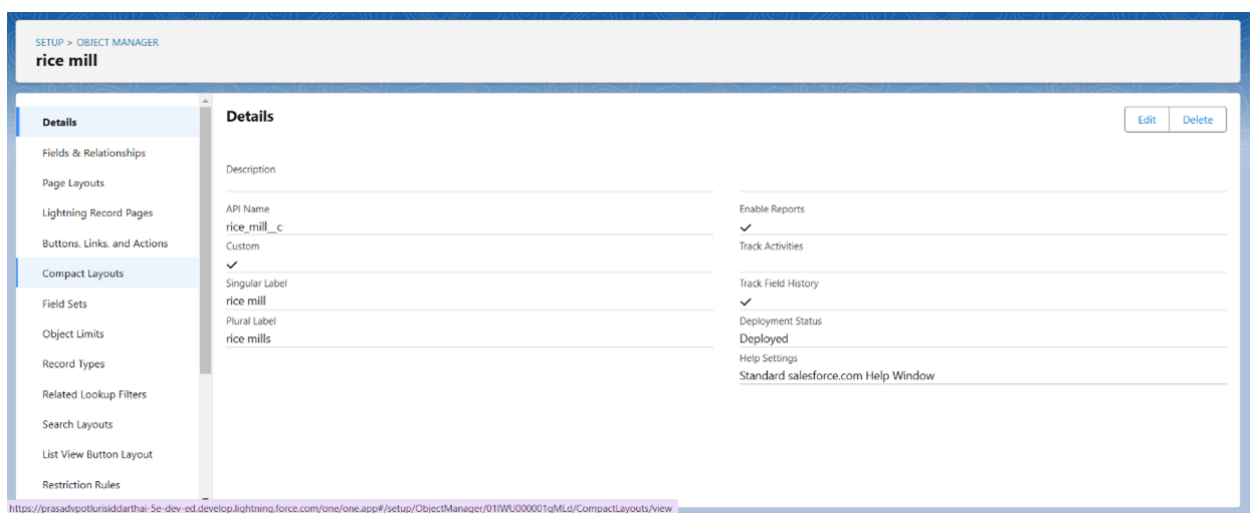 SETUP > OBJECT MANAGER
rice mill
Details
Fields & Relationships
Page Layouts
Lightning Record Pages
Buttons, Links, and Actions
Compact Layouts
Field Sets
Object Limits
Record Types
Related Lookup Filters
Search Layouts
List View Button Layout
Restriction Rules
Details
Edit
Delete
Description
API Name
rice_mill__c
Custom
Singular Label
rice mill
Plural Label
rice mills
Enable Reports
Track Activities
Track Field History
Deployment Status
Deployed
Help Settings
Standard salesforce.com Help Window
https://prasadvpotlurisiddarthai-5e-dev-ed.develop.lightning.force.com/one/one.app#/setup/ObjectManager/01IWU000001qMLd/CompactLayouts/view